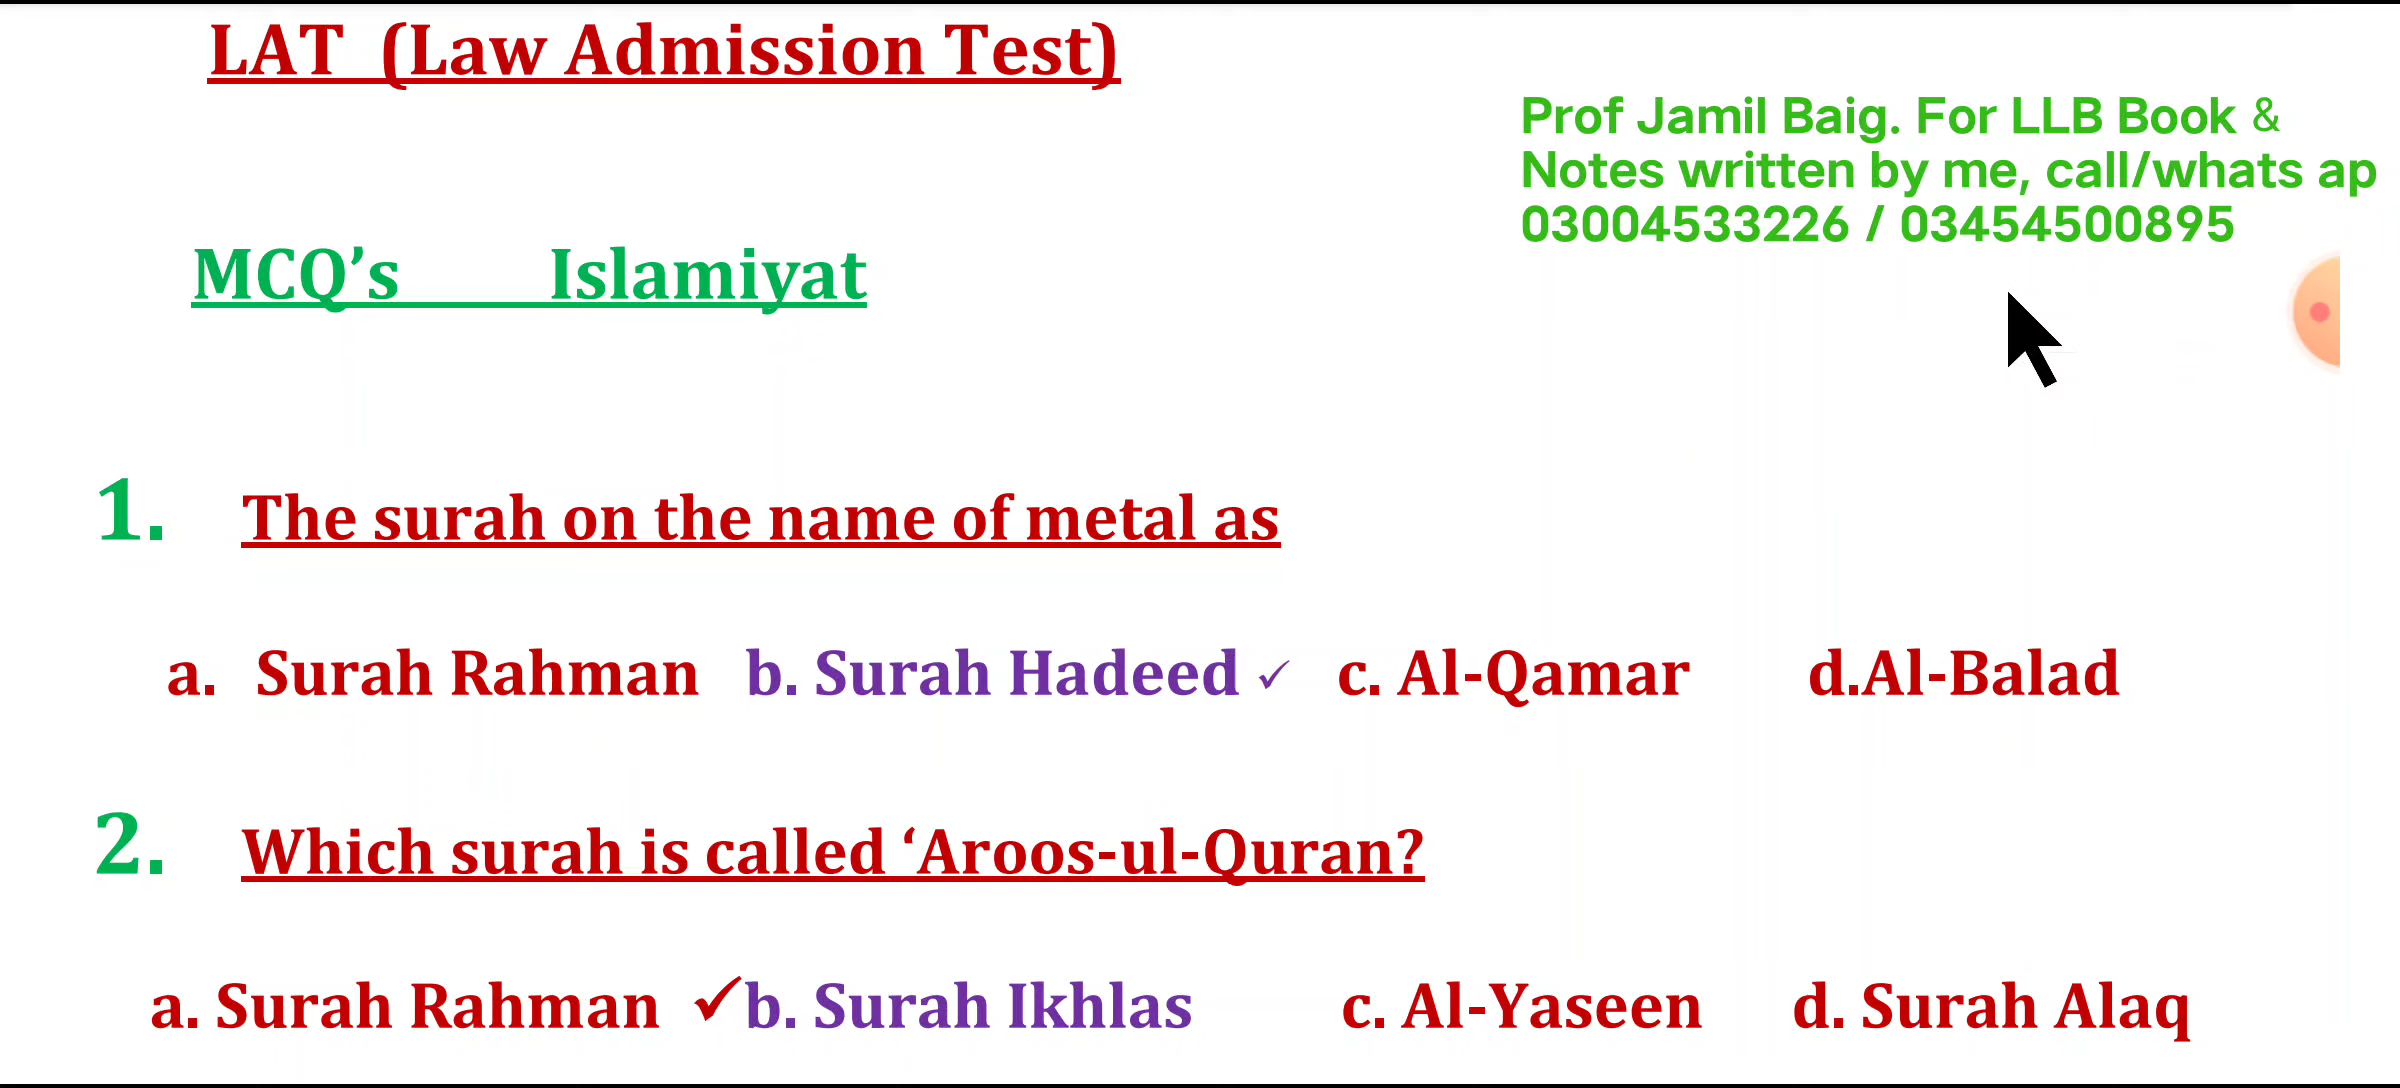 LAT (Law Admission Test)
Prof Jamil Baig. For LLB Book &
Notes written by me, call/whats ap
03004533226 / 03454500895
MCQ’s Islamiyat
1. The surah on the name of metal as
a. Surah Rahman b. Surah Hadeed ✓ c. Al-Qamar d.Al-Balad
2. Which surah is called ‘Aroos-ul-Quran?
a. Surah Rahman ✓b. Surah Ikhlas c. Al-Yaseen d. Surah Alaq